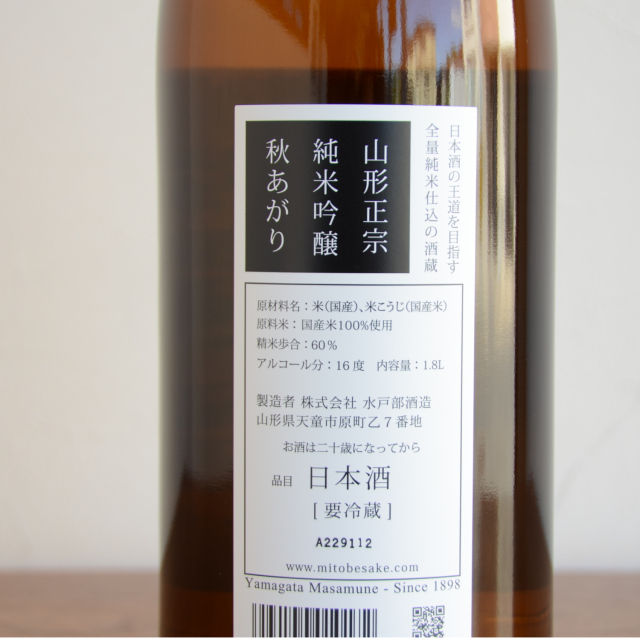 日本酒の王道を目指す
全量純米仕込の酒蔵
山形正宗
純米吟醸
秋あがり
原材料名：米（国産）、米こうじ（国産米）
原料米：国産米100%使用
精米歩合：60%
アルコール分：16度　内容量：1.8L
製造者 株式会社 水戸部酒造
山形県天童市原町乙7番地
お酒は二十歳になってから
品目 日本酒
[要冷蔵]
A229112
www.mitobesake.com
Yamagata Masamune - Since 1898